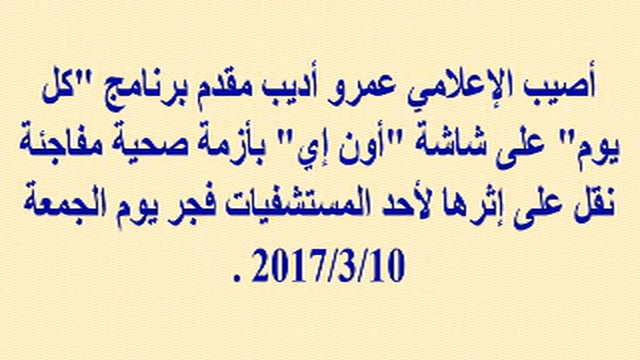 أصيب الإعلامي عمرو أديب مقدم برنامج "كل
يوم" على شاشة "أون إي" بأزمة صحية مفاجئة
نقل على إثرها لأحد المستشفيات فجر يوم الجمعة
2017/3/10 .